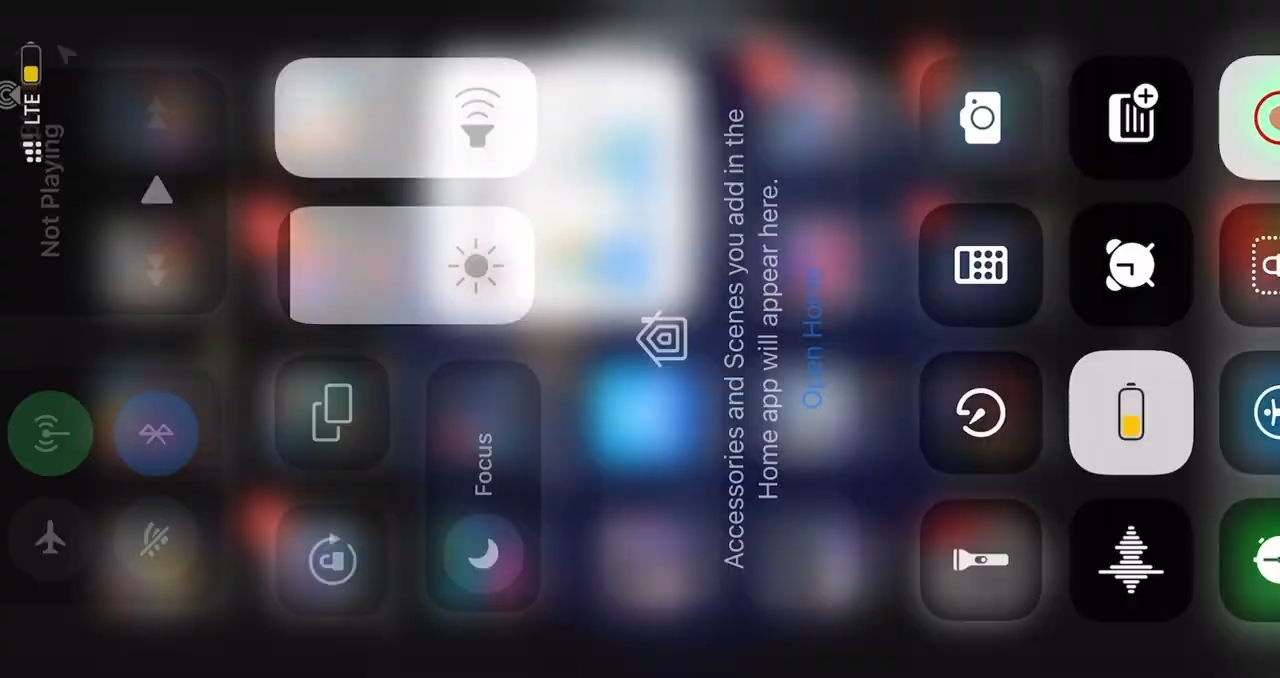 LTE
Not Playing
Focus
Accessories and Scenes you add in the
Home app will appear here.
Open Home